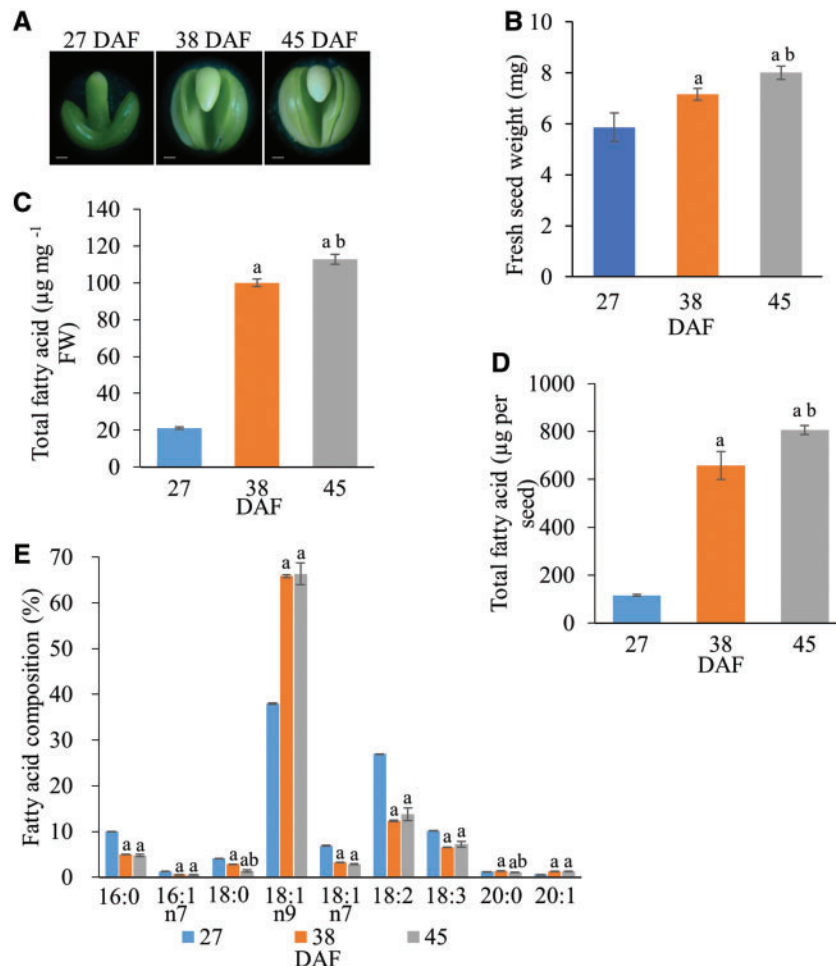 A
27 DAF 38 DAF 45 DAF
B
Fresh seed weight (mg)
10
8
6
4
2
0
a
a b
27 38 45
DAF
C
Total fatty acid (µg mg -1
FW)
140
120
100
80
60
40
20
0
a
a b
27 38 45
DAF
D
Total fatty acid (µg per
seed)
1000
800
600
400
200
0
a
a b
27 38 45
DAF
E
Fatty acid composition (%)
70
60
50
40
30
20
10
0
a a
a a
a ab
a a
a a
a a
a a
a ab
a a
16:0 16:1 18:0 18:1 18:1 18:2 18:3 20:0 20:1
n7 n9 n7
27 38 45
DAF